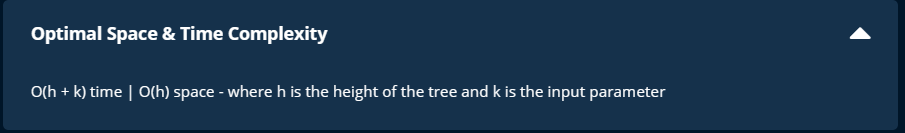 Optimal Space & Time Complexity
O(h + k) time | O(h) space - where h is the height of the tree and k is the input parameter